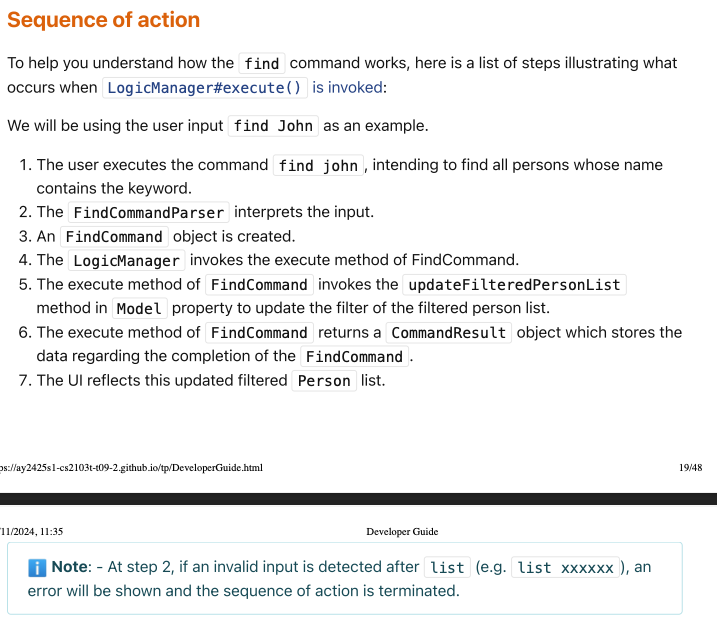 Sequence of action
To help you understand how the find command works, here is a list of steps illustrating what
occurs when LogicManager#execute() is invoked:
We will be using the user input find John as an example.
1. The user executes the command find john, intending to find all persons whose name
contains the keyword.
2. The FindCommandParser interprets the input.
3. An FindCommand object is created.
4. The LogicManager invokes the execute method of FindCommand.
5. The execute method of FindCommand invokes the updateFilteredPersonList
method in Model property to update the filter of the filtered person list.
6. The execute method of FindCommand returns a CommandResult object which stores the
data regarding the completion of the FindCommand.
7. The UI reflects this updated filtered Person list.
ps://ay2425s1-cs2103t-t09-2.github.io/tp/DeveloperGuide.html 19/48
11/2024, 11:35 Developer Guide
ℹ️ Note: - At step 2, if an invalid input is detected after list (e.g. list xxxxxx), an
error will be shown and the sequence of action is terminated.